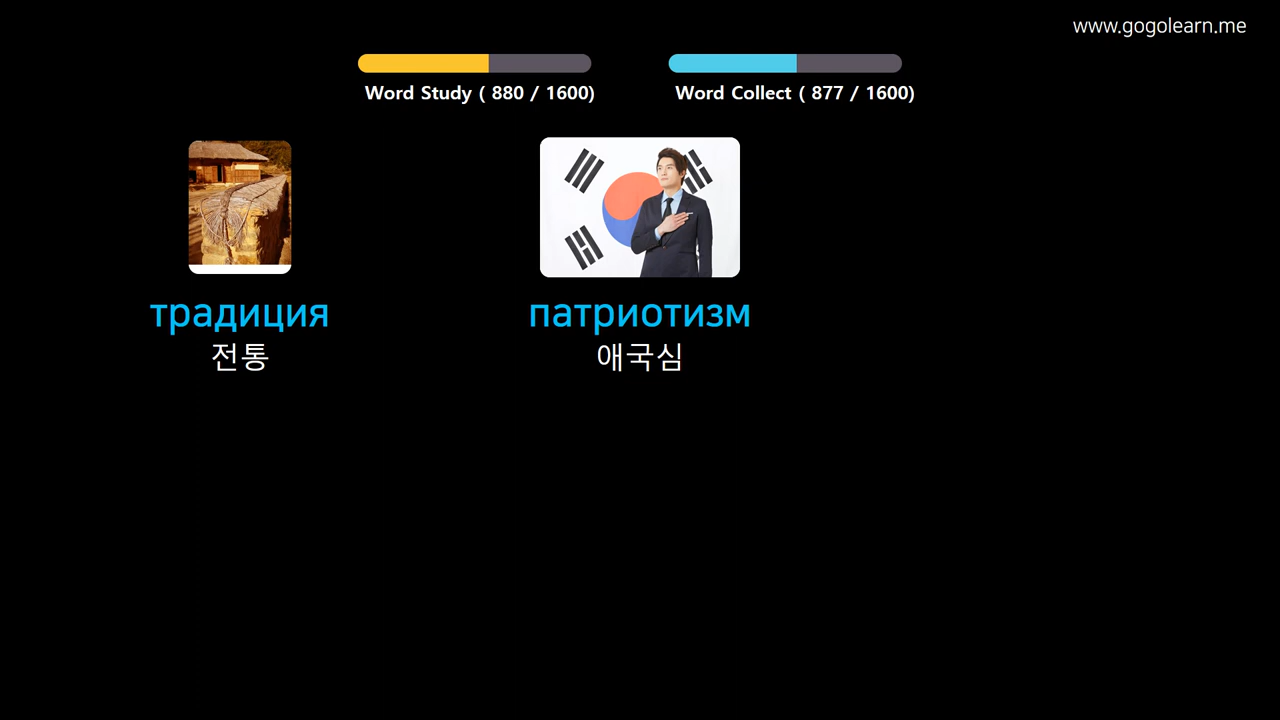 www.gogolearn.me
Word Study ( 880 / 1600)
Word Collect ( 877 / 1600)
традиция
전통
патриотизм
애국심